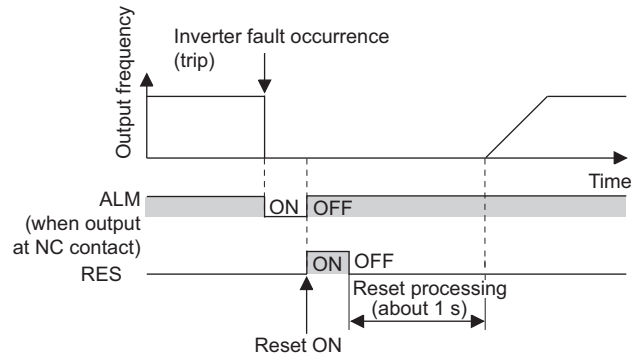 Output frequency
Inverter fault occurrence
(trip)
Time
ALM
(when output
at NC contact)
ON
OFF
RES
ON
OFF
Reset processing
(about 1 s)
Reset ON